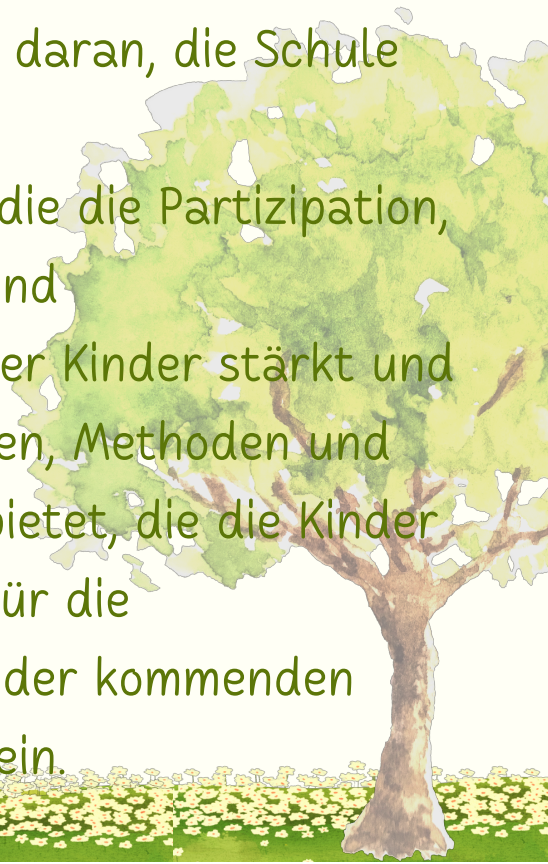 daran, die Schule
die die Partizipation,
nd
er Kinder stärkt und
en, Methoden und
bietet, die die Kinder
ür die
der kommenden
ein.